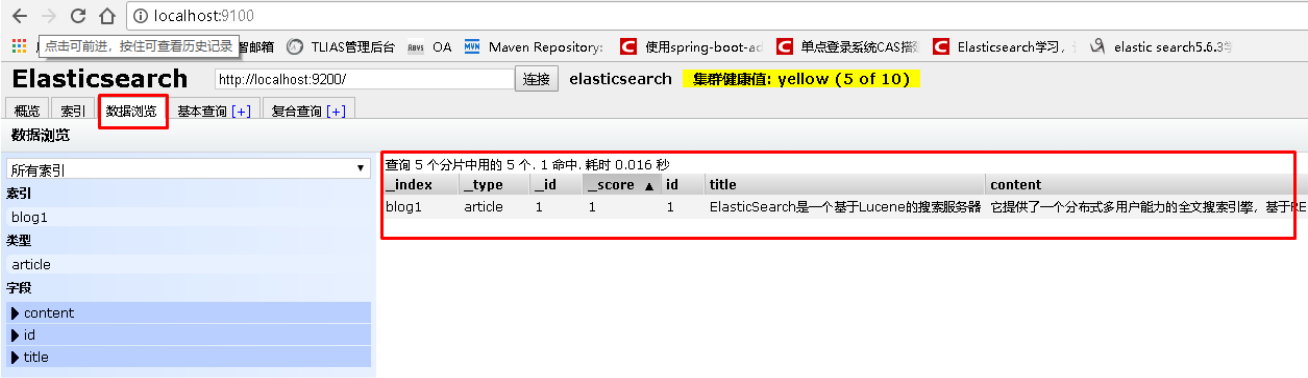 localhost:9100
点击可前进，按住可查看历史记录 智邮箱 TLIAS管理后台 OA MVN Maven Repository: 使用spring-boot-ad 单点登录系统CAS搭 Elasticsearch学习， elastic search5.6.3
Elasticsearch http://localhost:9200/ 连接 elasticsearch 集群健康值: yellow (5 of 10)
概览 索引 数据浏览 基本查询 [+] 复合查询 [+]
数据浏览
所有索引
索引
blog1
类型
article
字段
content
id
title
查询 5 个分片中用的 5 个. 1 命中. 耗时 0.016 秒
_index _type _id _score ▲ id title content
blog1 article 1 1 1 ElasticSearch是一个基于Lucene的搜索服务器 它提供了一个分布式多用户能力的全文搜索引擎，基于RE